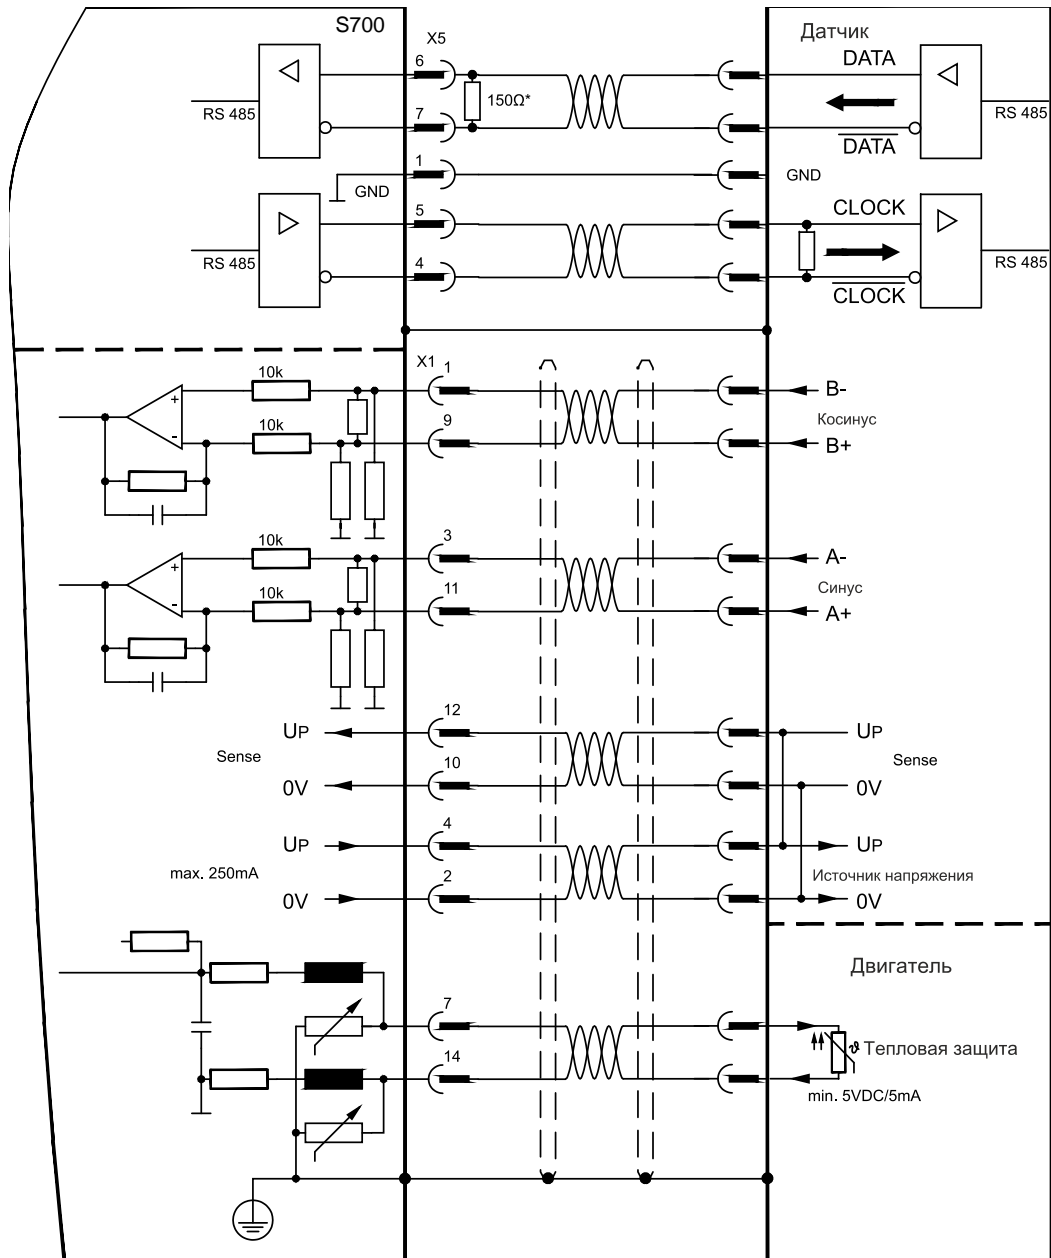 S700
Датчик
X5
6
DATA
150Ω*
RS 485
RS 485
7
DATA
1
GND
GND
5
CLOCK
RS 485
RS 485
4
CLOCK
X1
1
10k
+
B-
Косинус
9
10k
-
B+
3
10k
+
A-
Синус
11
10k
-
A+
12
UP
UP
Sense
Sense
10
0V
0V
4
UP
UP
max. 250mA
Источник напряжения
2
0V
0V
Двигатель
7
ϑ Тепловая защита
14
min. 5VDC/5mA